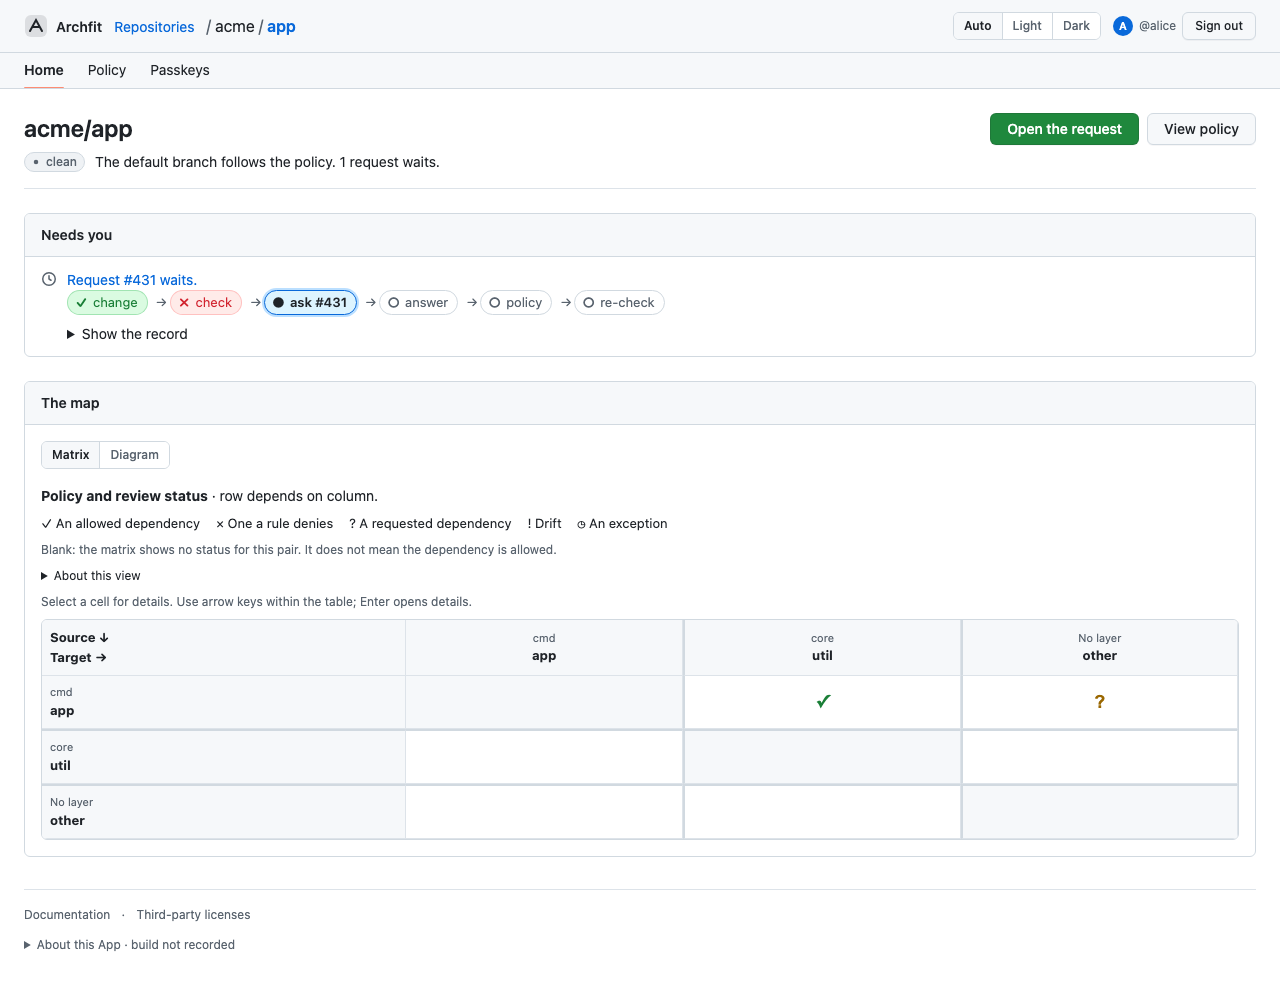 Archfit Repositories / acme / app Auto Light Dark A @alice Sign out
Home Policy Passkeys
acme/app Open the request View policy
clean The default branch follows the policy. 1 request waits.
Needs you
Request #431 waits.
✓ change → ✕ check → ● ask #431 → ○ answer → ○ policy → ○ re-check
▶ Show the record
The map
Matrix Diagram
Policy and review status · row depends on column.
✓ An allowed dependency × One a rule denies ? A requested dependency ! Drift ◷ An exception
Blank: the matrix shows no status for this pair. It does not mean the dependency is allowed.
▶ About this view
Select a cell for details. Use arrow keys within the table; Enter opens details.
Source ↓
Target →
cmd
app
core
util
No layer
other
cmd
app
✓ ?
core
util
No layer
other
Documentation · Third-party licenses
▶ About this App · build not recorded